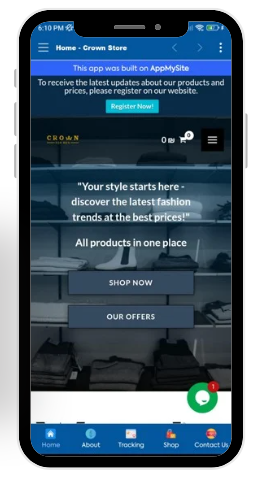 6:10 PM
Home - Crown Store
This app was built on AppMySite
To receive the latest updates about our products and
prices, please register on our website.
Register Now!
CROWN
0 ₪ 0
"Your style starts here -
discover the latest fashion
trends at the best prices!"
All products in one place
SHOP NOW
OUR OFFERS
1
Home About Tracking Shop Contact Us